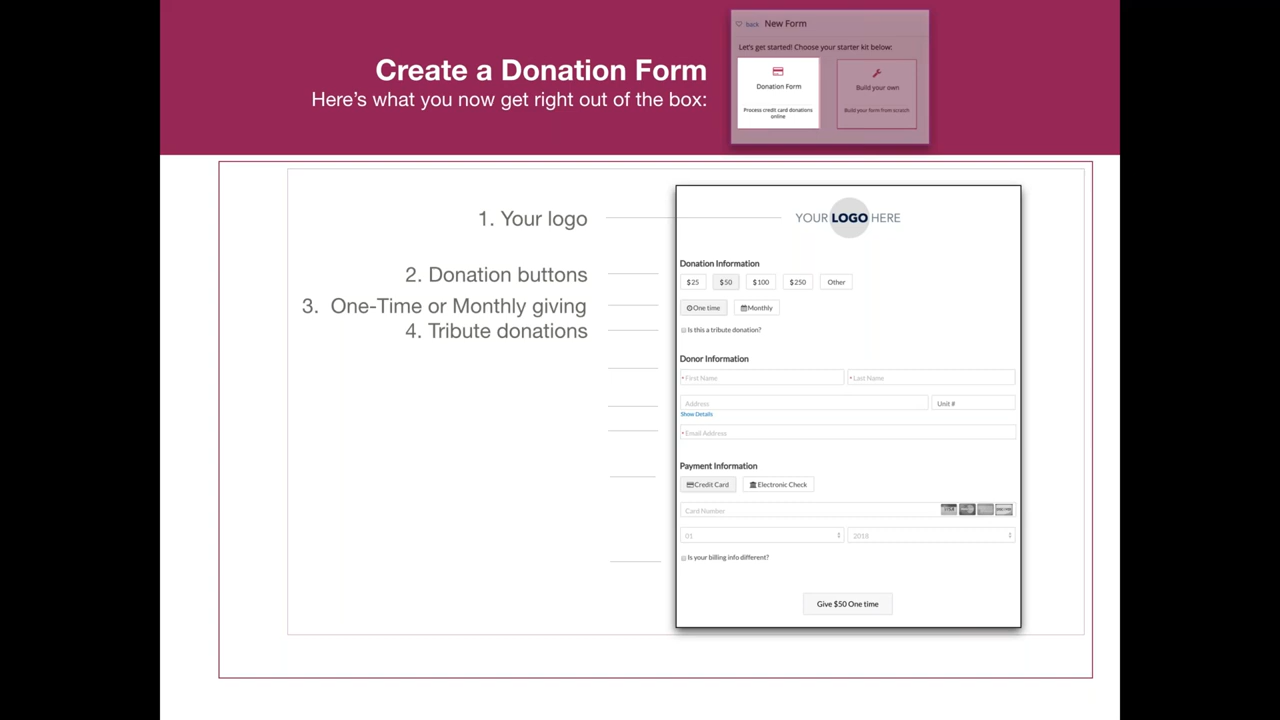 back New Form
Let's get started! Choose your starter kit below:
Donation Form
Process credit card donations
online
Build your own
Build your form from scratch
Create a Donation Form
Here's what you now get right out of the box:
1. Your logo
2. Donation buttons
3. One-Time or Monthly giving
4. Tribute donations
YOUR LOGO HERE
Donation Information
$25 $50 $100 $250 Other
One time Monthly
Is this a tribute donation?
Donor Information
* First Name * Last Name
Address Unit #
Show Details
* Email Address
Payment Information
Credit Card Electronic Check
Card Number VISA
01 2018
Is your billing info different?
Give $50 One time